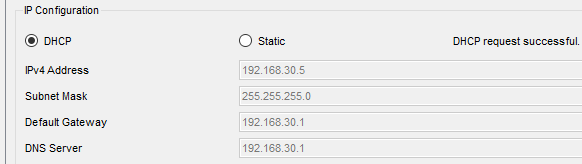 IP Configuration
DHCP Static DHCP request successful.
IPv4 Address 192.168.30.5
Subnet Mask 255.255.255.0
Default Gateway 192.168.30.1
DNS Server 192.168.30.1